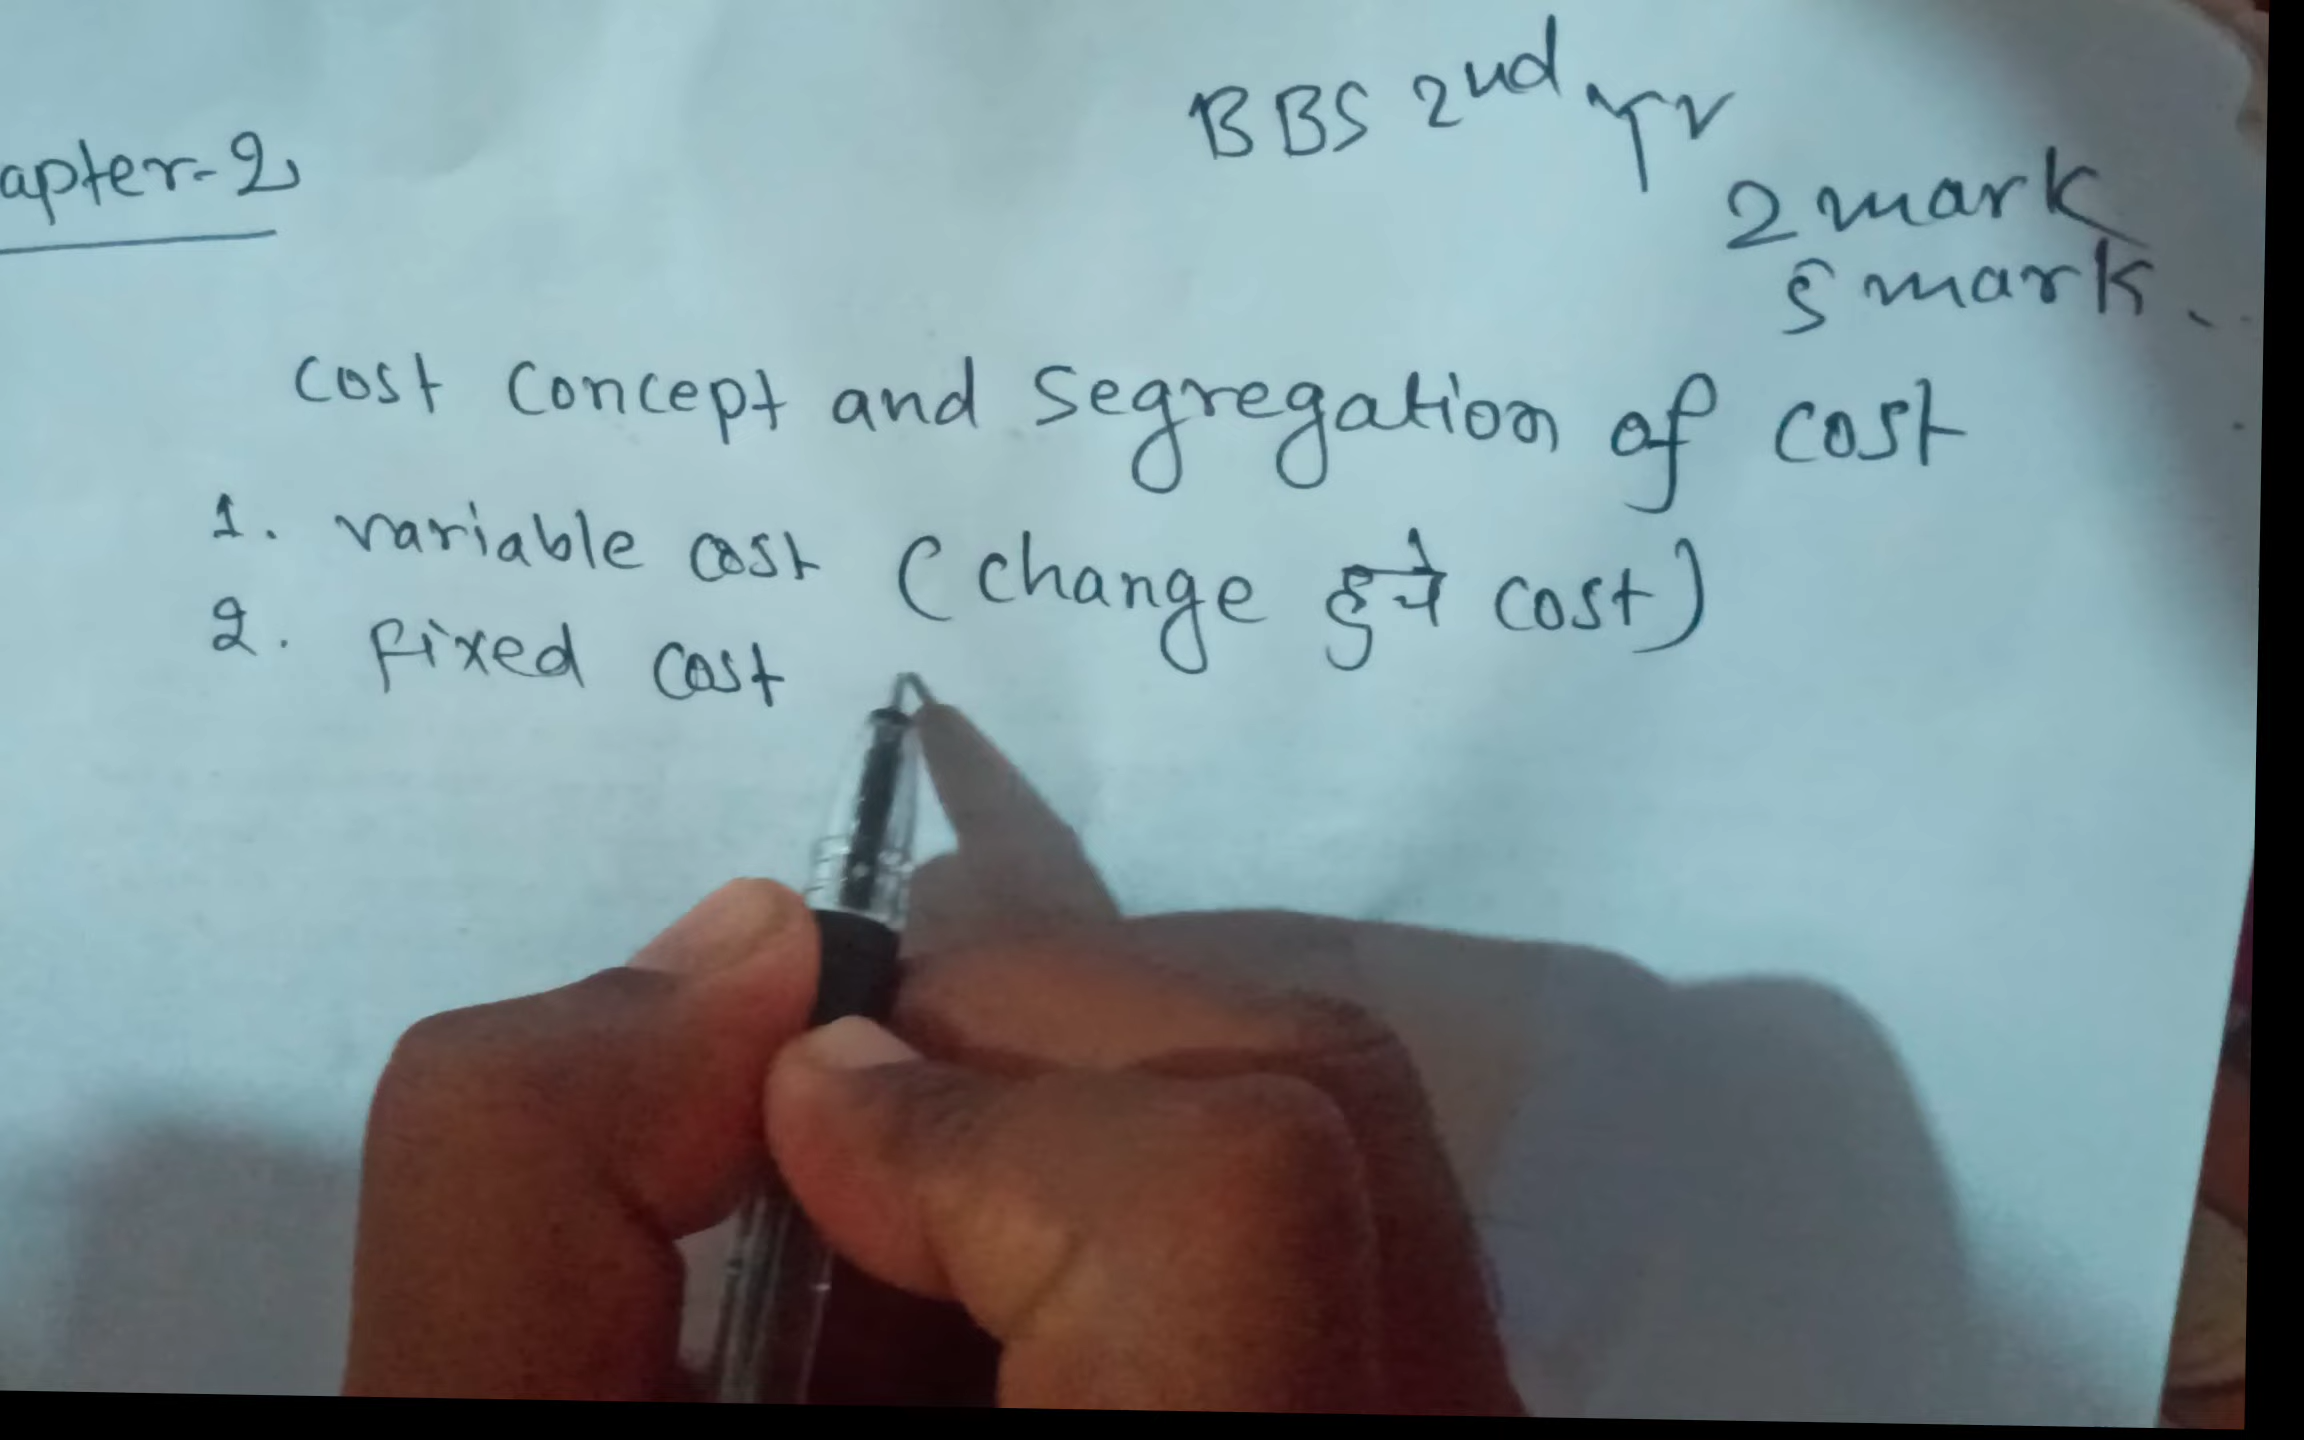 BBS 2nd yr
apter-2
2 mark
5 mark.
cost concept and segregation of cost
1. variable cost (change हुने cost)
2. fixed cost